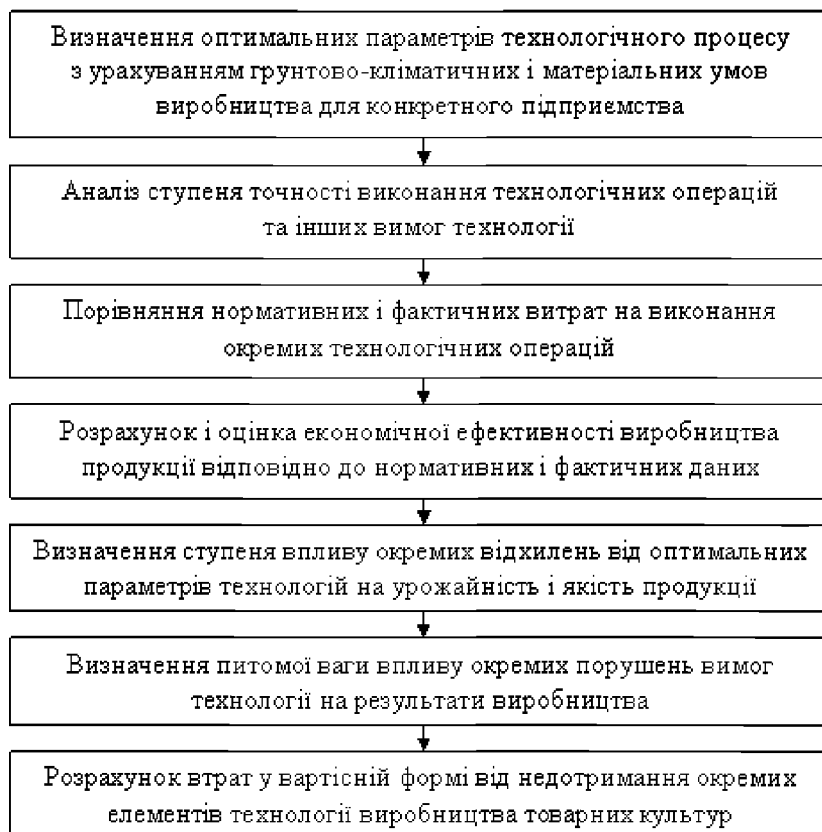 Визначення оптимальних параметрів технологічного процесу
з урахуванням грунтово-кліматичних і матеріальних умов
виробництва для конкретного підприємства
Аналіз ступеня точності виконання технологічних операцій
та інших вимог технології
Порівняння нормативних і фактичних витрат на виконання
окремих технологічних операцій
Розрахунок і оцінка економічної ефективності виробництва
продукції відповідно до нормативних і фактичних даних
Визначення ступеня впливу окремих відхилень від оптимальних
параметрів технологій на урожайність і якість продукції
Визначення питомої ваги впливу окремих порушень вимог
технології на результати виробництва
Розрахунок втрат у вартісній формі від недотримання окремих
елементів технології виробництва товарних культур